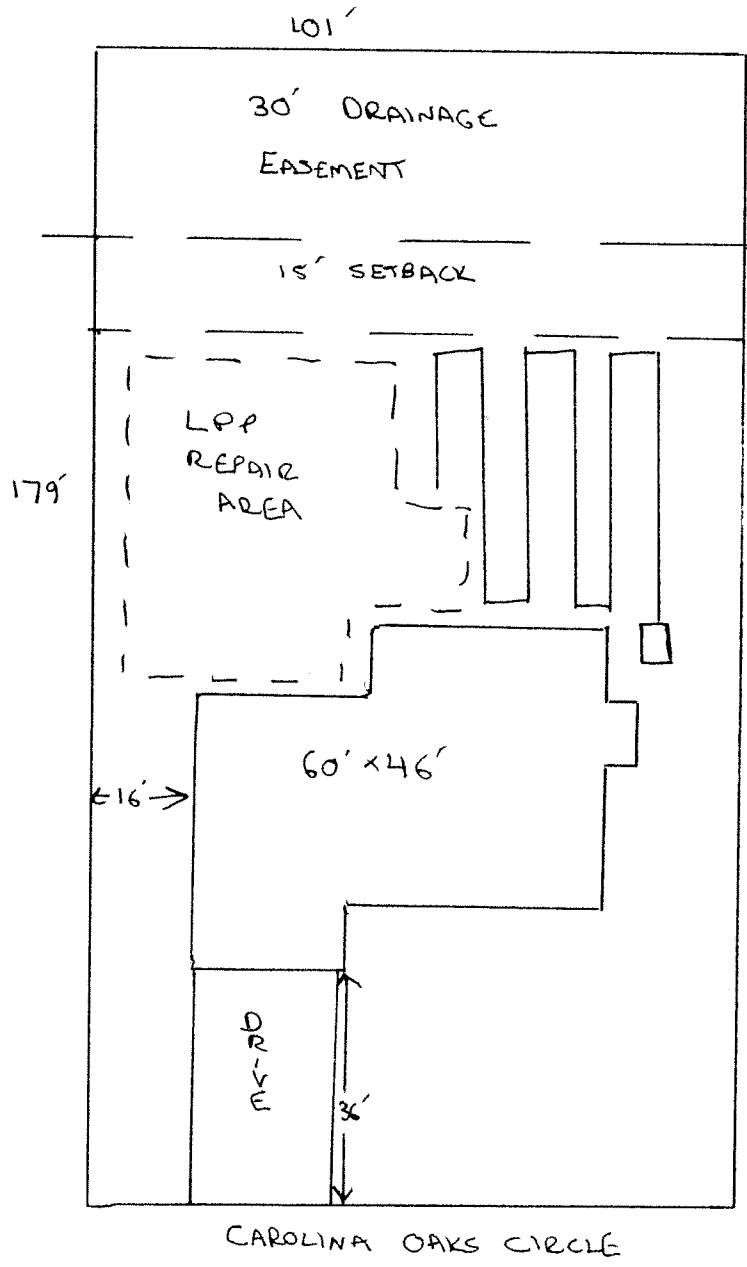 101'
30' DRAINAGE
EASEMENT
15' SETBACK
LPP
REPAIR
AREA
179'
60' x 46'
16'
DRIVE
36'
CAROLINA OAKS CIRCLE